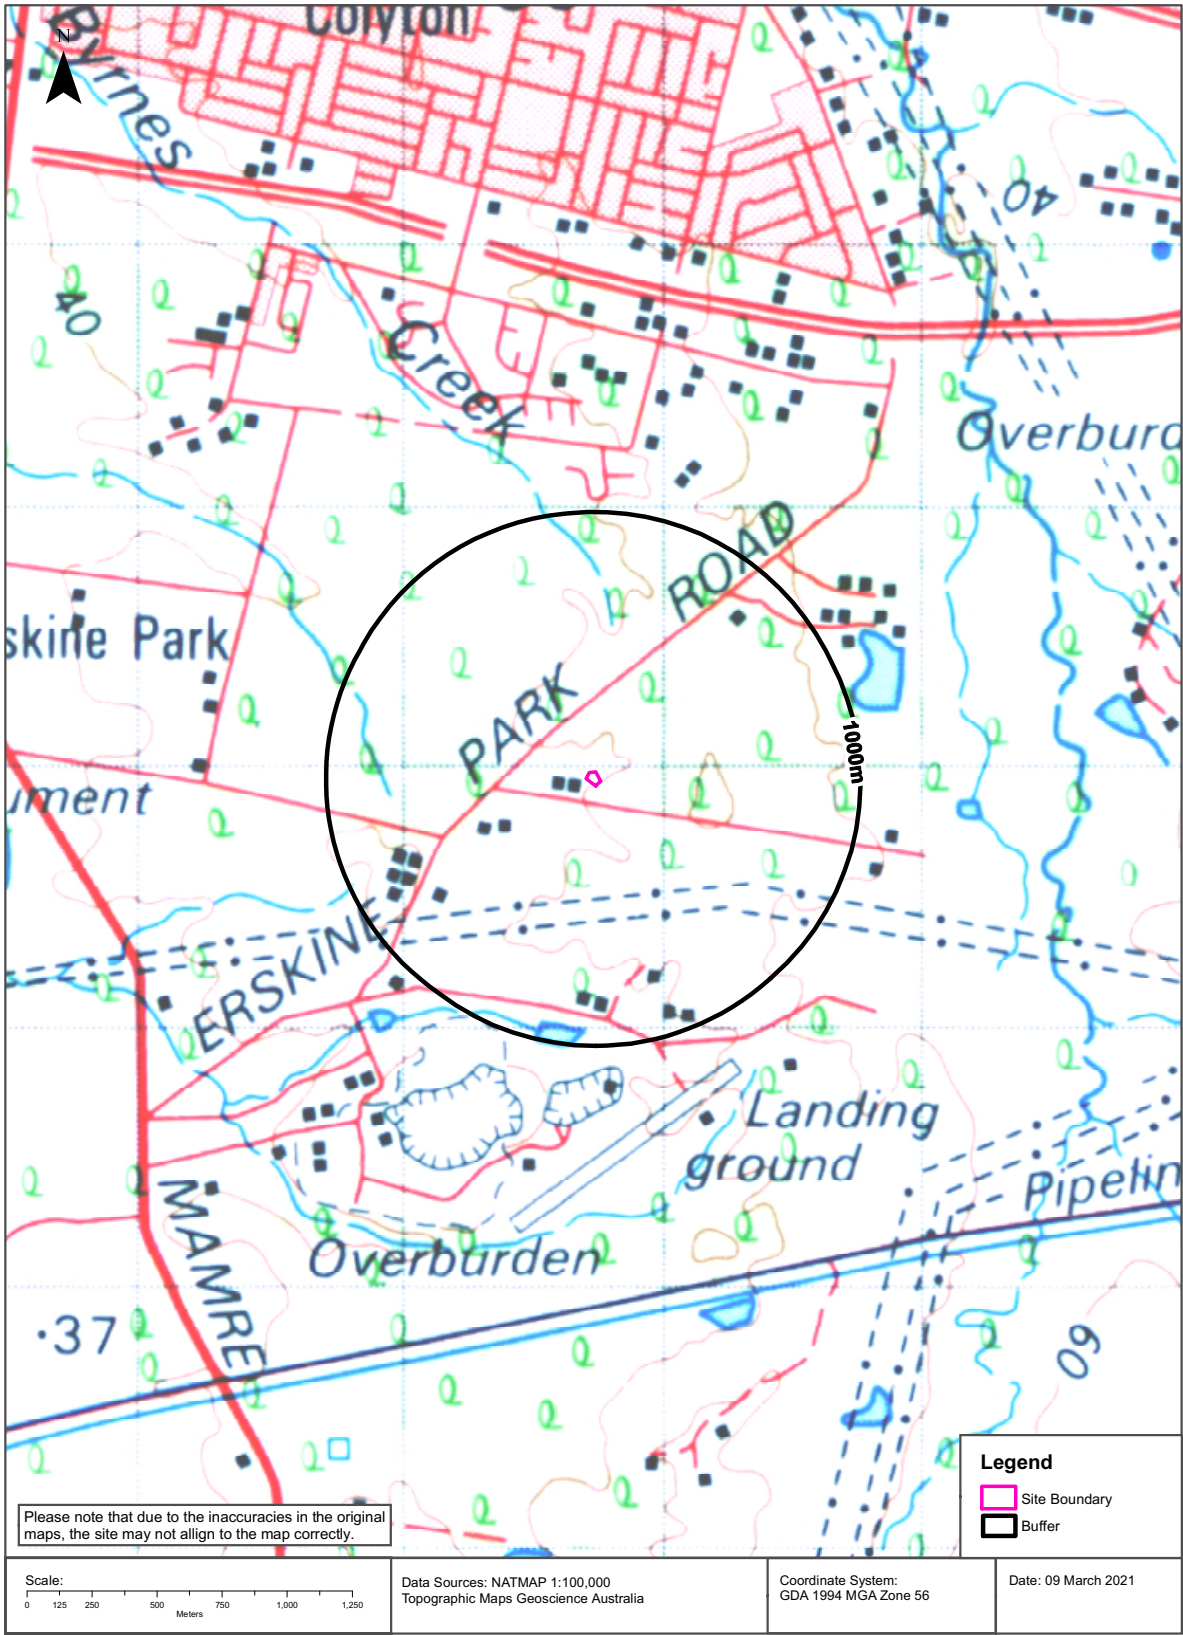 Colyton
N
Byrnes
40
40
Creek
Overburd
ROAD
skine Park
PARK
1000m
ument
ERSKINE
Landing
ground
Pipelin
MAMRE
Overburden
37
60
Legend
Site Boundary
Buffer
Please note that due to the inaccuracies in the original
maps, the site may not allign to the map correctly.
Scale:
0 125 250 500 750 1,000 1,250
Meters
Data Sources: NATMAP 1:100,000
Topographic Maps Geoscience Australia
Coordinate System:
GDA 1994 MGA Zone 56
Date: 09 March 2021